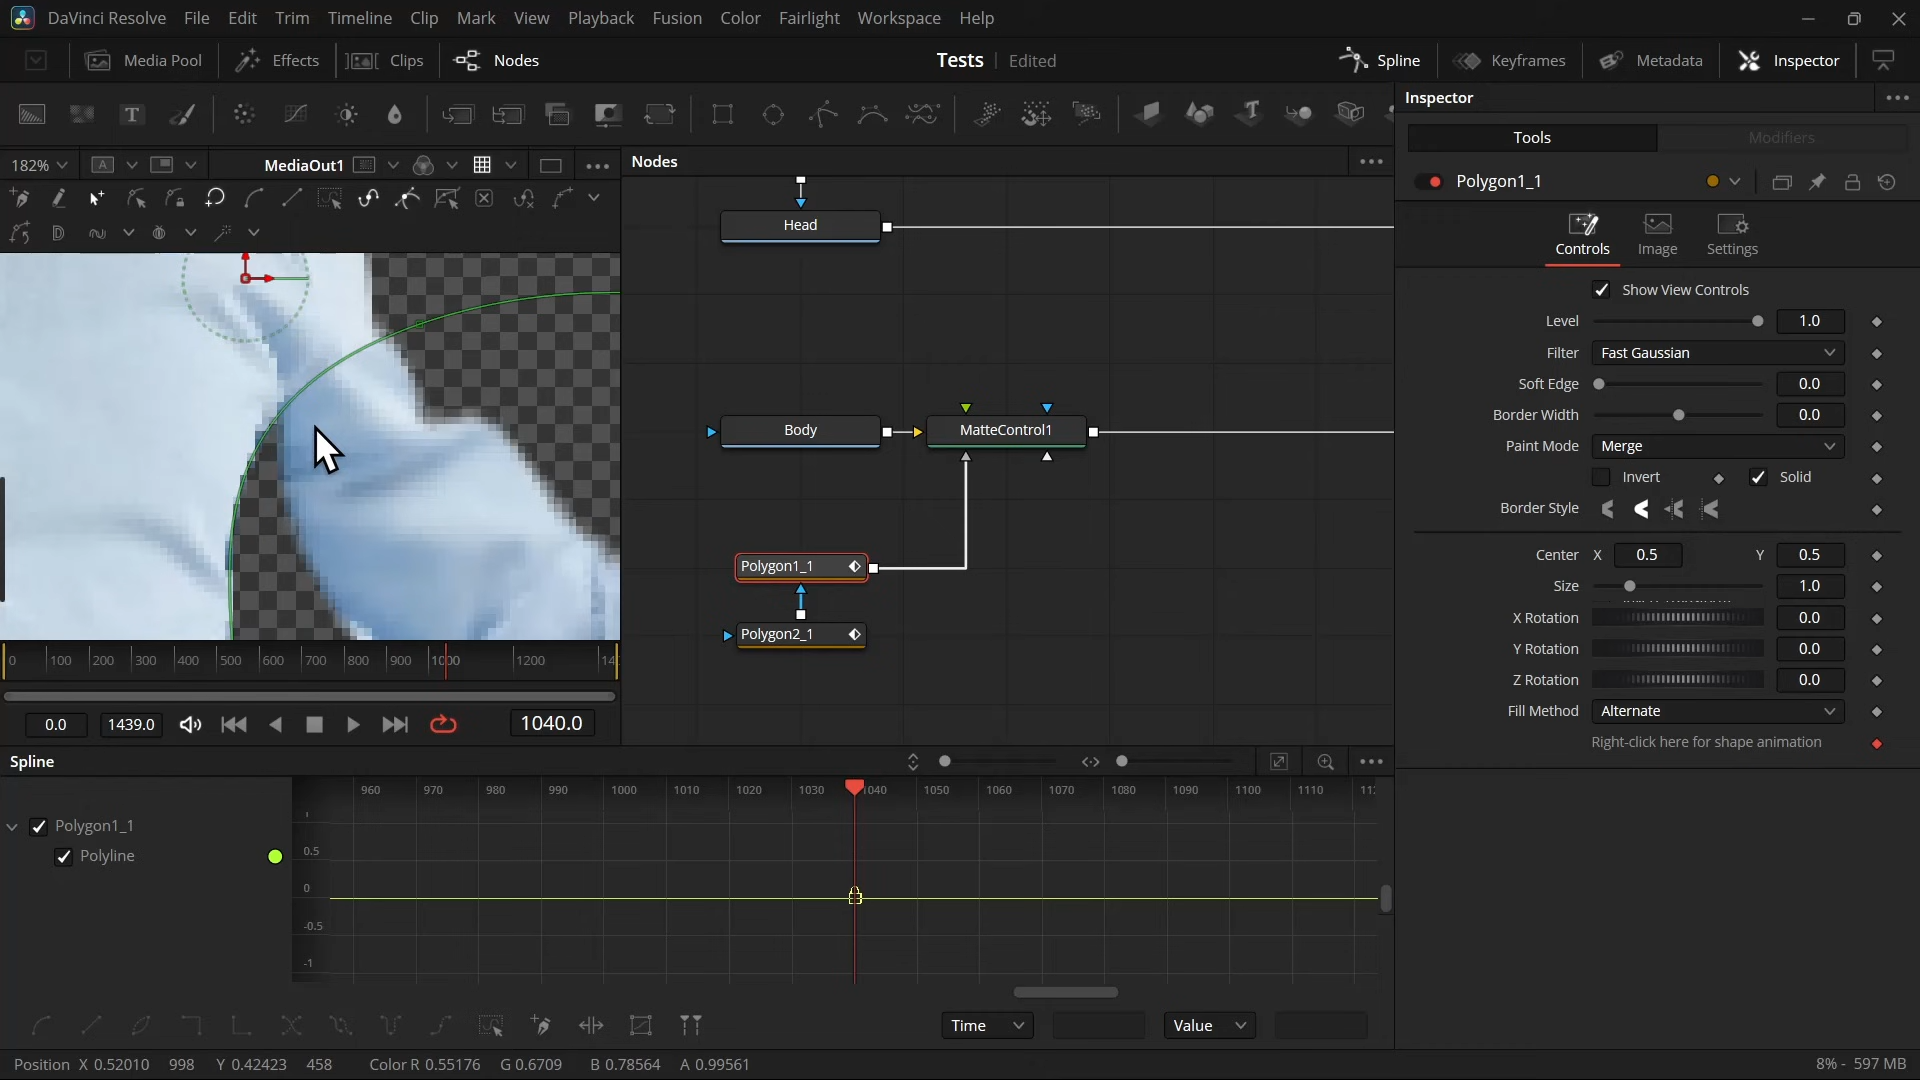 DaVinci Resolve File Edit Trim Timeline Clip Mark View Playback Fusion Color Fairlight Workspace Help
Media Pool Effects Clips Nodes Tests Edited Spline Keyframes Metadata Inspector
Inspector
Tools Modifiers
182% A MediaOut1 Nodes
Polygon1_1
Controls Image Settings
Show View Controls
Level 1.0
Filter Fast Gaussian
Soft Edge 0.0
Border Width 0.0
Paint Mode Merge
Invert Solid
Border Style
Center X 0.5 Y 0.5
Size 1.0
X Rotation 0.0
Y Rotation 0.0
Z Rotation 0.0
Fill Method Alternate
Right-click here for shape animation
Head
Body MatteControl1
Polygon1_1
Polygon2_1
0 100 200 300 400 500 600 700 800 900 1000 1200 14
0.0 1439.0 1040.0
Spline
960 970 980 990 1000 1010 1020 1030 1040 1050 1060 1070 1080 1090 1100 1110 112
Polygon1_1
Polyline
1
0.5
0
-0.5
-1
Time Value
Position X 0.52010 998 Y 0.42423 458 Color R 0.55176 G 0.6709 B 0.78564 A 0.99561
8% - 597 MB